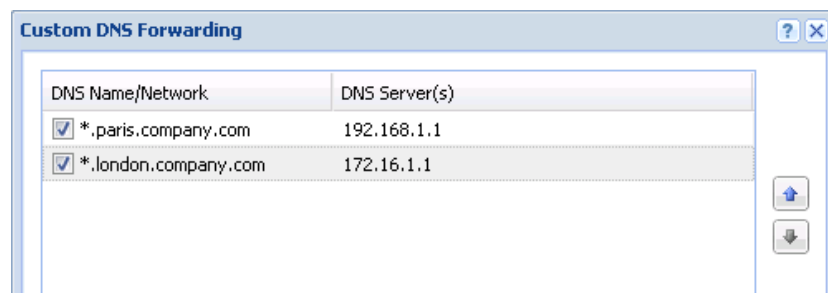 Custom DNS Forwarding
?
DNS Name/Network DNS Server(s)
*.paris.company.com 192.168.1.1
*.london.company.com 172.16.1.1